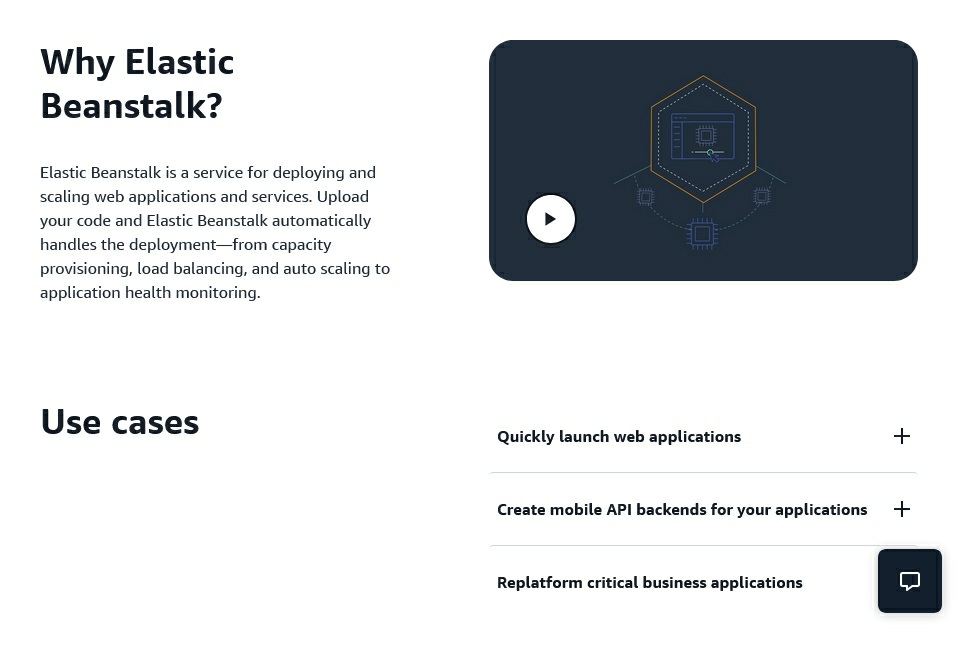 Why Elastic
Beanstalk?
Elastic Beanstalk is a service for deploying and
scaling web applications and services. Upload
your code and Elastic Beanstalk automatically
handles the deployment—from capacity
provisioning, load balancing, and auto scaling to
application health monitoring.
Use cases
Quickly launch web applications
Create mobile API backends for your applications
Replatform critical business applications